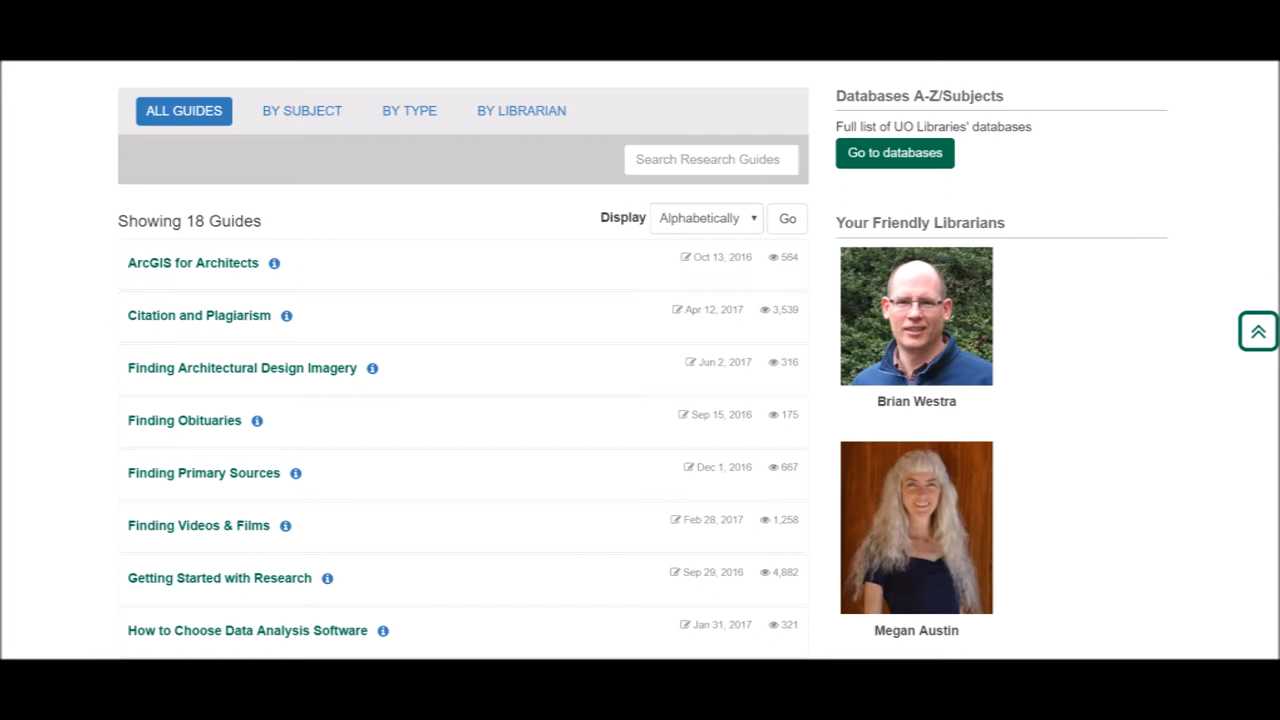 ALL GUIDES BY SUBJECT BY TYPE BY LIBRARIAN
Search Research Guides
Showing 18 Guides Display Alphabetically Go
ArcGIS for Architects Oct 13, 2016 564
Citation and Plagiarism Apr 12, 2017 3,539
Finding Architectural Design Imagery Jun 2, 2017 316
Finding Obituaries Sep 15, 2016 175
Finding Primary Sources Dec 1, 2016 667
Finding Videos & Films Feb 28, 2017 1,258
Getting Started with Research Sep 29, 2016 4,882
How to Choose Data Analysis Software Jan 31, 2017 321
Databases A-Z/Subjects
Full list of UO Libraries' databases
Go to databases
Your Friendly Librarians
Brian Westra
Megan Austin